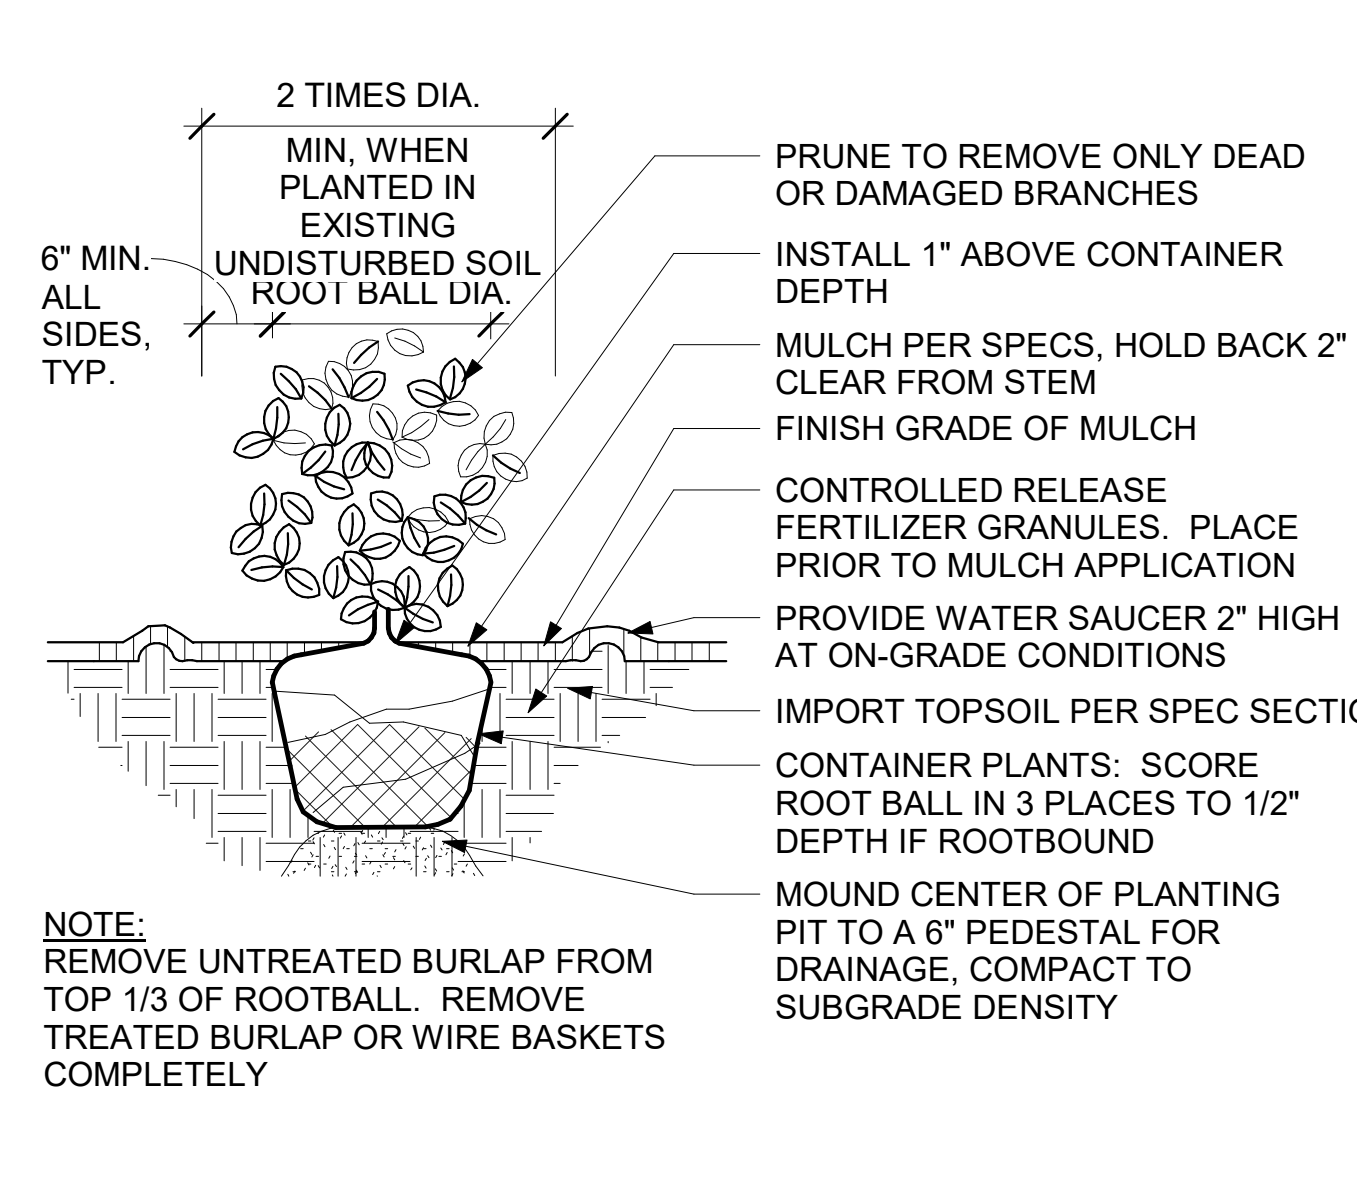 2 TIMES DIA.
MIN, WHEN
PLANTED IN
EXISTING
UNDISTURBED SOIL
ROOT BALL DIA.
6" MIN.
ALL
SIDES,
TYP.
PRUNE TO REMOVE ONLY DEAD
OR DAMAGED BRANCHES
INSTALL 1" ABOVE CONTAINER
DEPTH
MULCH PER SPECS, HOLD BACK 2"
CLEAR FROM STEM
FINISH GRADE OF MULCH
CONTROLLED RELEASE
FERTILIZER GRANULES. PLACE
PRIOR TO MULCH APPLICATION
PROVIDE WATER SAUCER 2" HIGH
AT ON-GRADE CONDITIONS
IMPORT TOPSOIL PER SPEC
CONTAINER PLANTS: SCORE
ROOT BALL IN 3 PLACES TO 1/2"
DEPTH IF ROOTBOUND
MOUND CENTER OF PLANTING
PIT TO A 6" PEDESTAL FOR
DRAINAGE, COMPACT TO
SUBGRADE DENSITY
NOTE:
REMOVE UNTREATED BURLAP FROM
TOP 1/3 OF ROOTBALL. REMOVE
TREATED BURLAP OR WIRE BASKETS
COMPLETELY